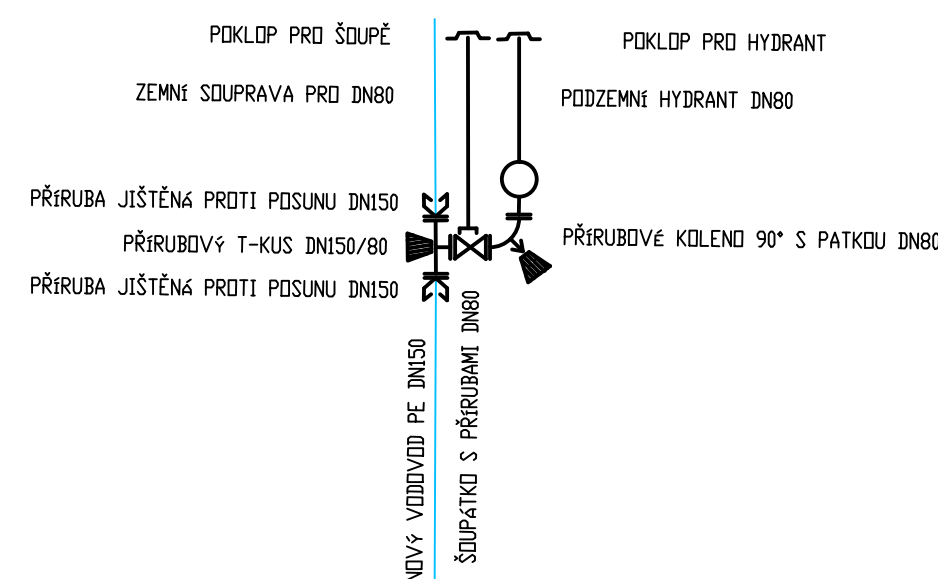 POKLOP PRO ŠOUPĚ
POKLOP PRO HYDRANT
ZEMNÍ SOUPRAVA PRO DN80
PODZEMNÍ HYDRANT DN80
PŘÍRUBA JIŠTĚNÁ PROTI POSUNU DN150
PŘÍRUBOVÝ T-KUS DN150/80
PŘÍRUBOVÉ KOLENO 90° S PATKOU DN80
PŘÍRUBA JIŠTĚNÁ PROTI POSUNU DN150
NOVÝ VODOVOD PE DN150
ŠOUPÁTKO S PŘÍRUBAMI DN80